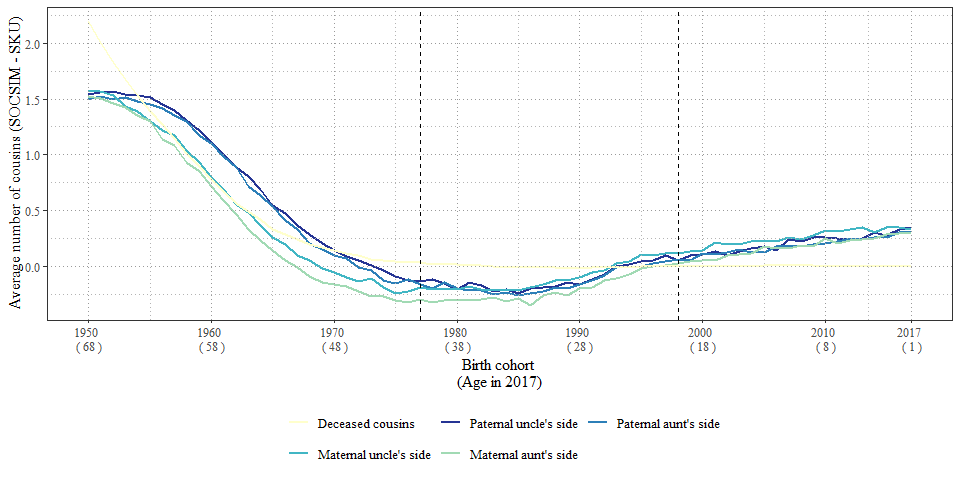 Average number of cousins (SOCSIM - SKU)
2.0
1.5
1.0
0.5
0.0
1950 1960 1970 1980 1990 2000 2010 2017
( 68 ) ( 58 ) ( 48 ) ( 38 ) ( 28 ) ( 18 ) ( 8 ) ( 1 )
Birth cohort
(Age in 2017)
Deceased cousins Paternal uncle's side Paternal aunt's side
Maternal uncle's side Maternal aunt's side